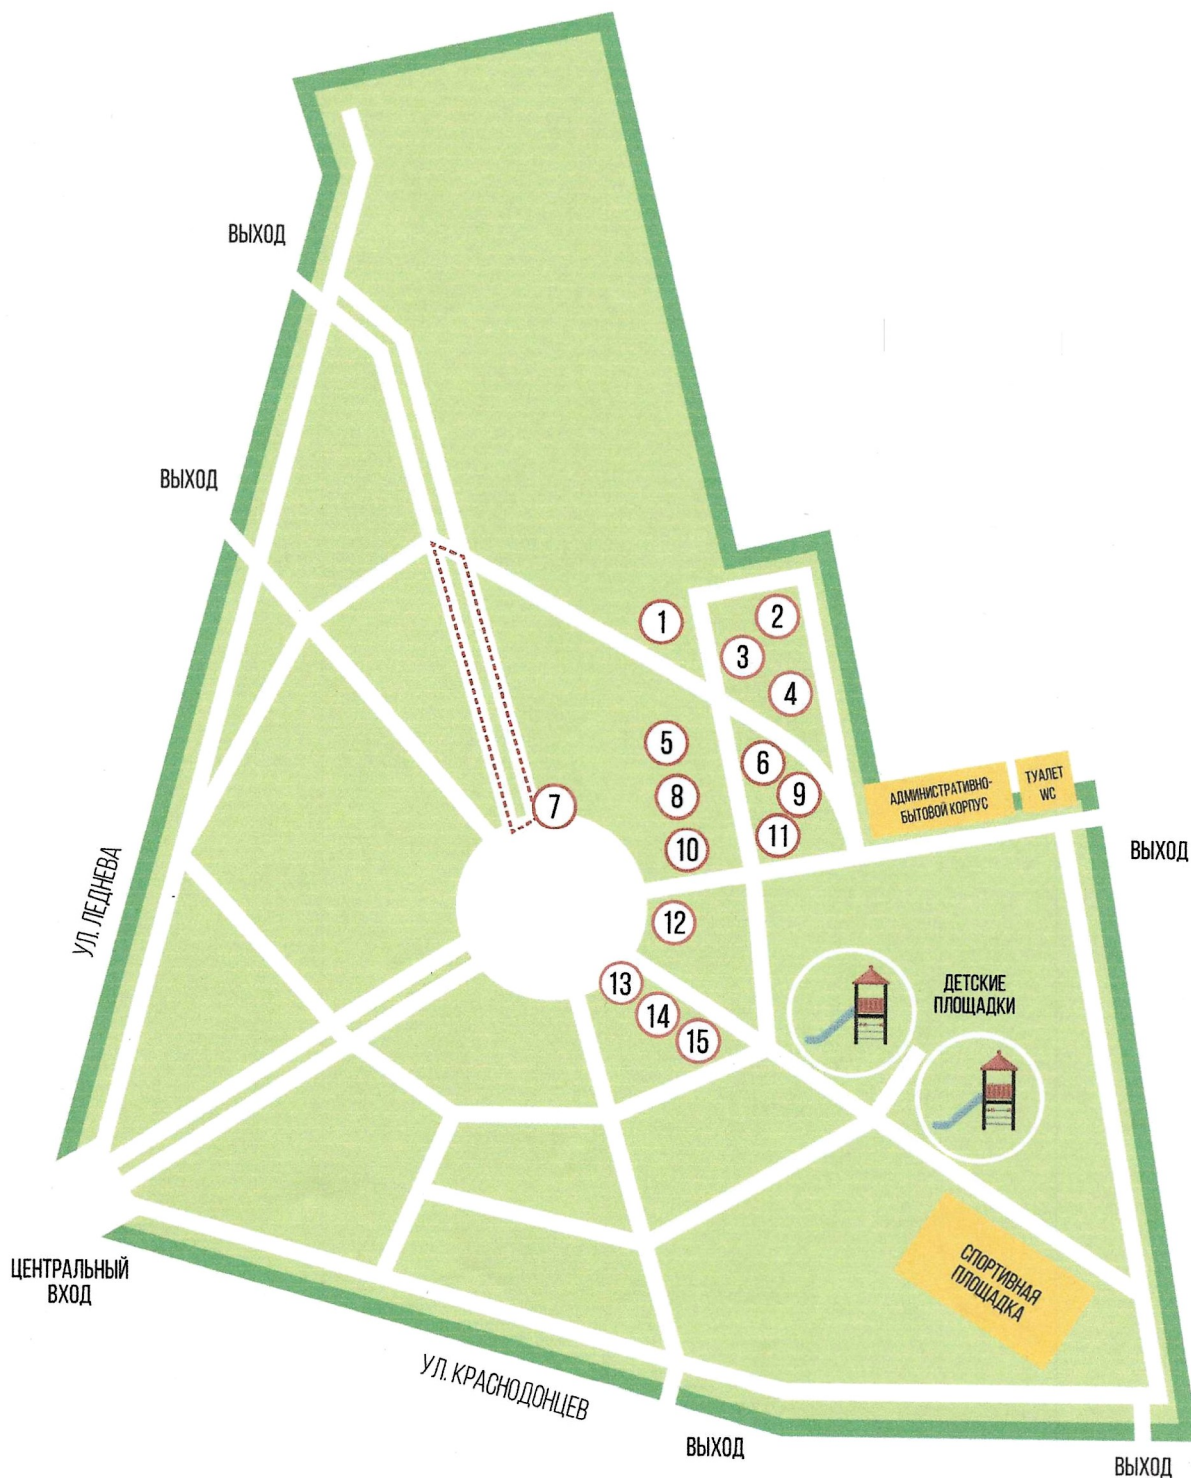 ВЫХОД
ВЫХОД
1
2
3
4
5
6
7
8
9
10
11
АДМИНИСТРАТИВНО-
БЫТОВОЙ КОРПУС
ТУАЛЕТ
WC
ВЫХОД
УЛ. ЛЕДНЕВА
12
13
14
15
ДЕТСКИЕ
ПЛОЩАДКИ
СПОРТИВНАЯ
ПЛОЩАДКА
ЦЕНТРАЛЬНЫЙ
ВХОД
УЛ. КРАСНОДОНЦЕВ
ВЫХОД
ВЫХОД